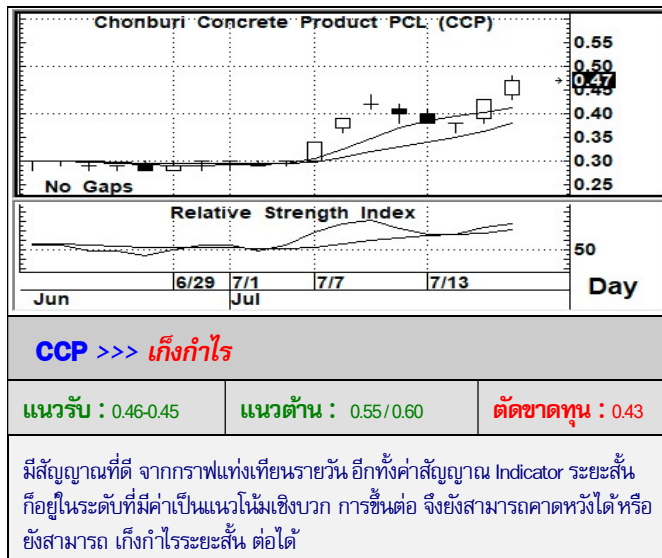 Chonburi Concrete Product PCL (CCP)
0.55
0.50
0.47
0.45
0.40
0.35
0.30
0.25
No Gaps
Relative Strength Index
50
6/29 7/1 7/7 7/13
Jun Jul
Day
CCP >>> เก็งกำไร
แนวรับ : 0.46-0.45 แนวต้าน : 0.55/0.60 ตัดขาดทุน : 0.43
มีสัญญาณที่ดี จากกราฟแท่งเทียนรายวัน อีกทั้งค่าสัญญาณ Indicator ระยะสั้น
ก็อยู่ในระดับที่มีค่าเป็นแนวโน้มเชิงบวก การขึ้นต่อ จึงยังสามารถคาดหวังได้หรือ
ยังสามารถ เก็งกำไรระยะสั้น ต่อได้